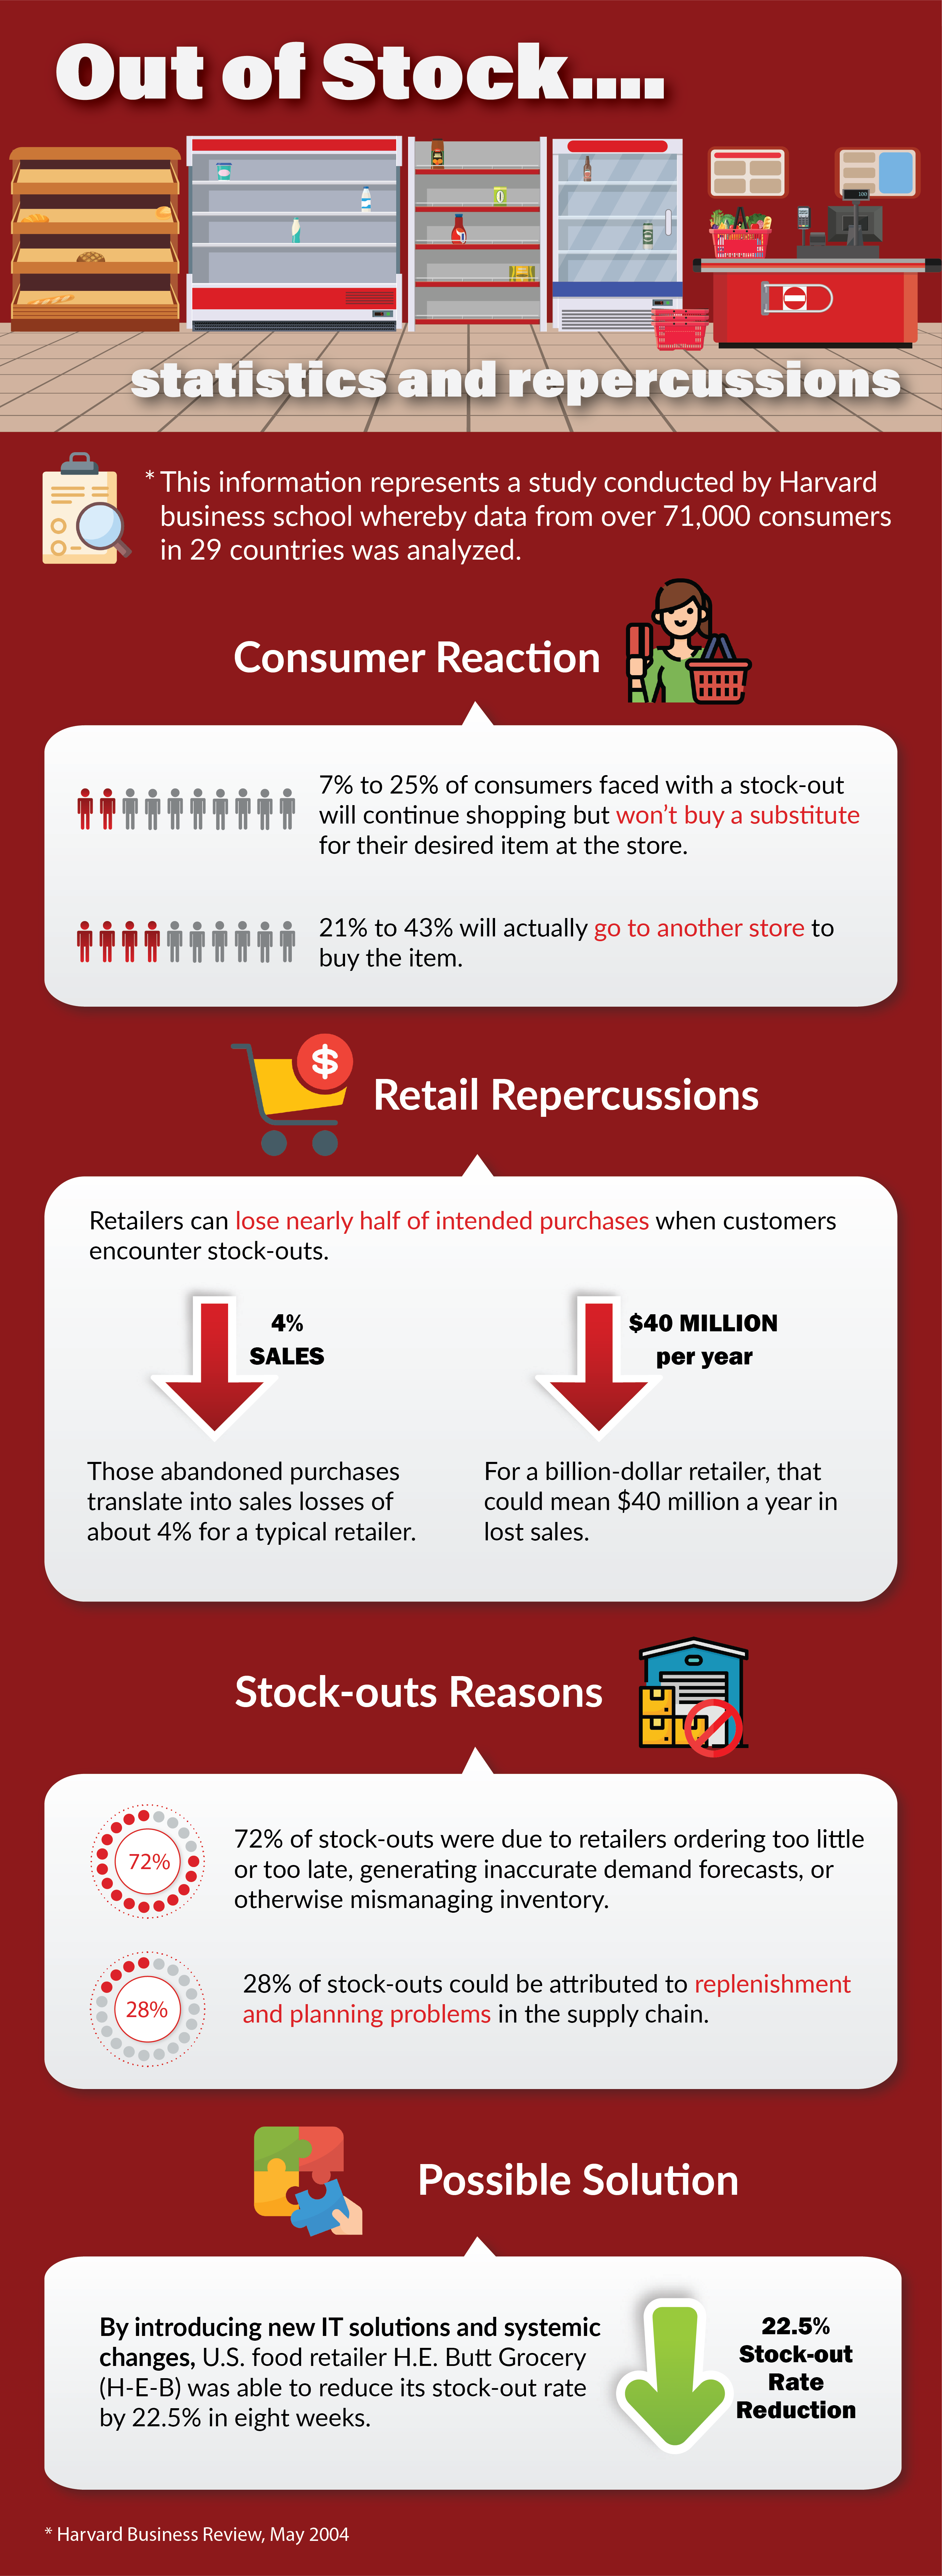 Out of Stock....
100
statistics and repercussions
* This information represents a study conducted by Harvard
business school whereby data from over 71,000 consumers
in 29 countries was analyzed.
Consumer Reaction
7% to 25% of consumers faced with a stock-out
will continue shopping but won't buy a substitute
for their desired item at the store.
21% to 43% will actually go to another store to
buy the item.
$
Retail Repercussions
Retailers can lose nearly half of intended purchases when customers
encounter stock-outs.
4%
SALES
$40 MILLION
per year
Those abandoned purchases
translate into sales losses of
about 4% for a typical retailer.
For a billion-dollar retailer, that
could mean $40 million a year in
lost sales.
Stock-outs Reasons
72%
72% of stock-outs were due to retailers ordering too little
or too late, generating inaccurate demand forecasts, or
otherwise mismanaging inventory.
28%
28% of stock-outs could be attributed to replenishment
and planning problems in the supply chain.
Possible Solution
By introducing new IT solutions and systemic
changes, U.S. food retailer H.E. Butt Grocery
(H-E-B) was able to reduce its stock-out rate
by 22.5% in eight weeks.
22.5%
Stock-out
Rate
Reduction
* Harvard Business Review, May 2004